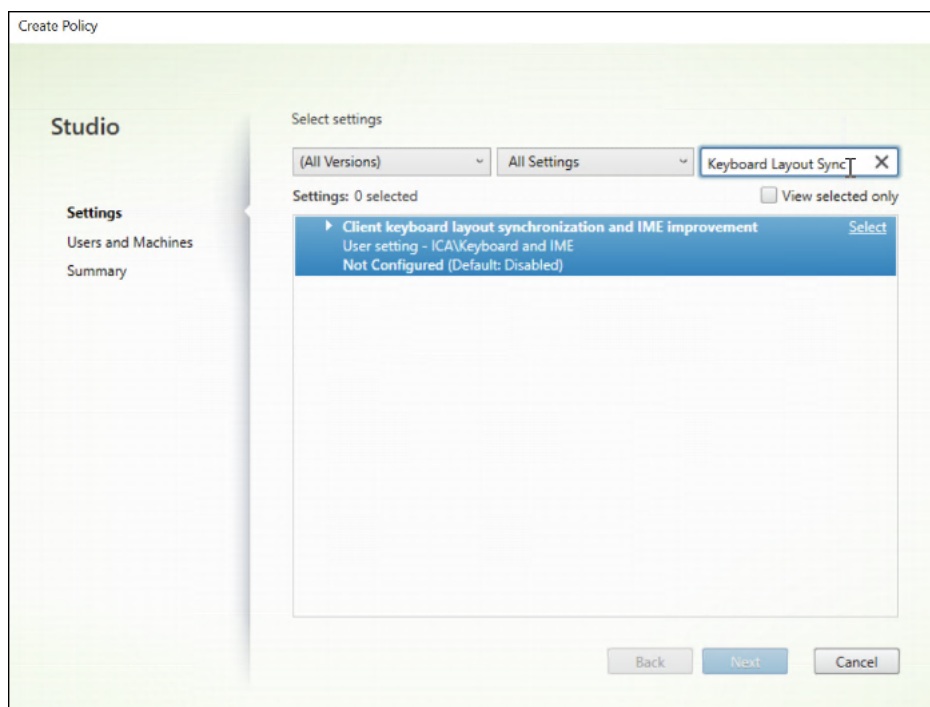 Create Policy
Studio
Settings
Users and Machines
Summary
Select settings
(All Versions)
All Settings
Keyboard Layout Sync
Settings: 0 selected
View selected only
Client keyboard layout synchronization and IME improvement
Select
User setting - ICA\Keyboard and IME
Not Configured (Default: Disabled)
Back
Next
Cancel